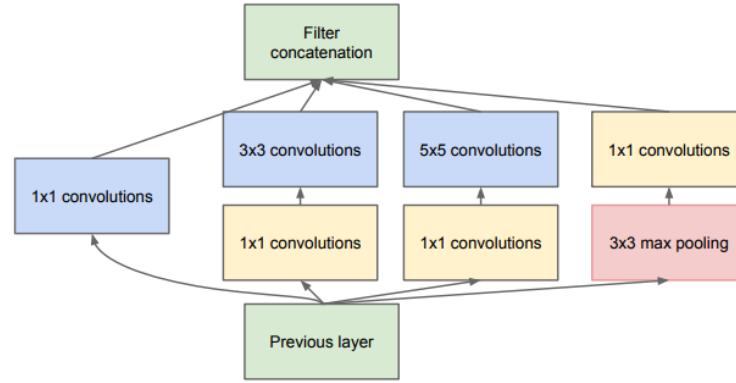 Filter
concatenation
3x3 convolutions
5x5 convolutions
1x1 convolutions
1x1 convolutions
1x1 convolutions
1x1 convolutions
3x3 max pooling
Previous layer